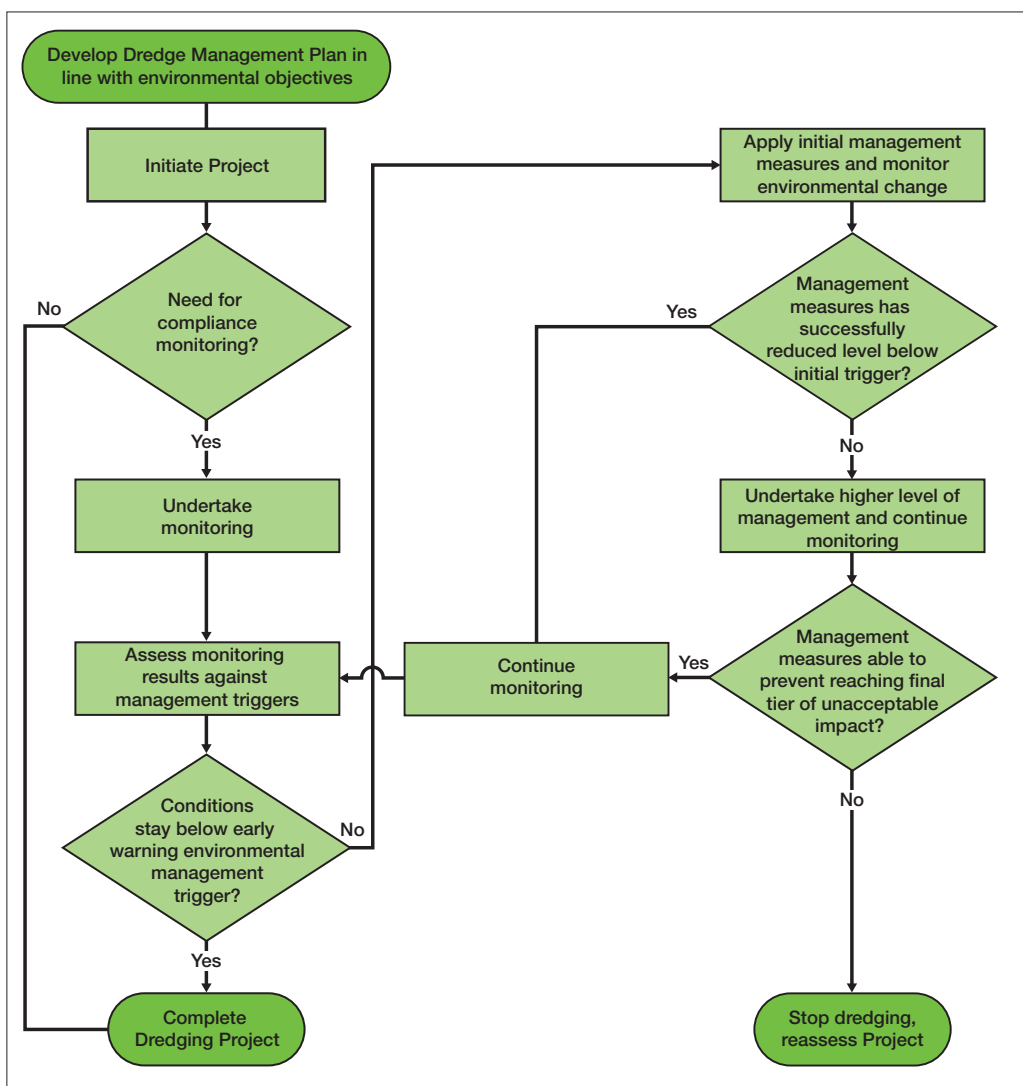 Develop Dredge Management Plan in
line with environmental objectives
Initiate Project
No
Need for
compliance
monitoring?
Yes
Undertake
monitoring
Assess monitoring
results against
management triggers
Conditions
stay below early
warning environmental
management
trigger?
No
Yes
Complete
Dredging Project
Apply initial management
measures and monitor
environmental change
Yes
Management
measures has
successfully
reduced level below
initial trigger?
No
Undertake higher level of
management and continue
monitoring
Continue
monitoring
Yes
Management
measures able to
prevent reaching final
tier of unacceptable
impact?
No
Stop dredging,
reassess Project